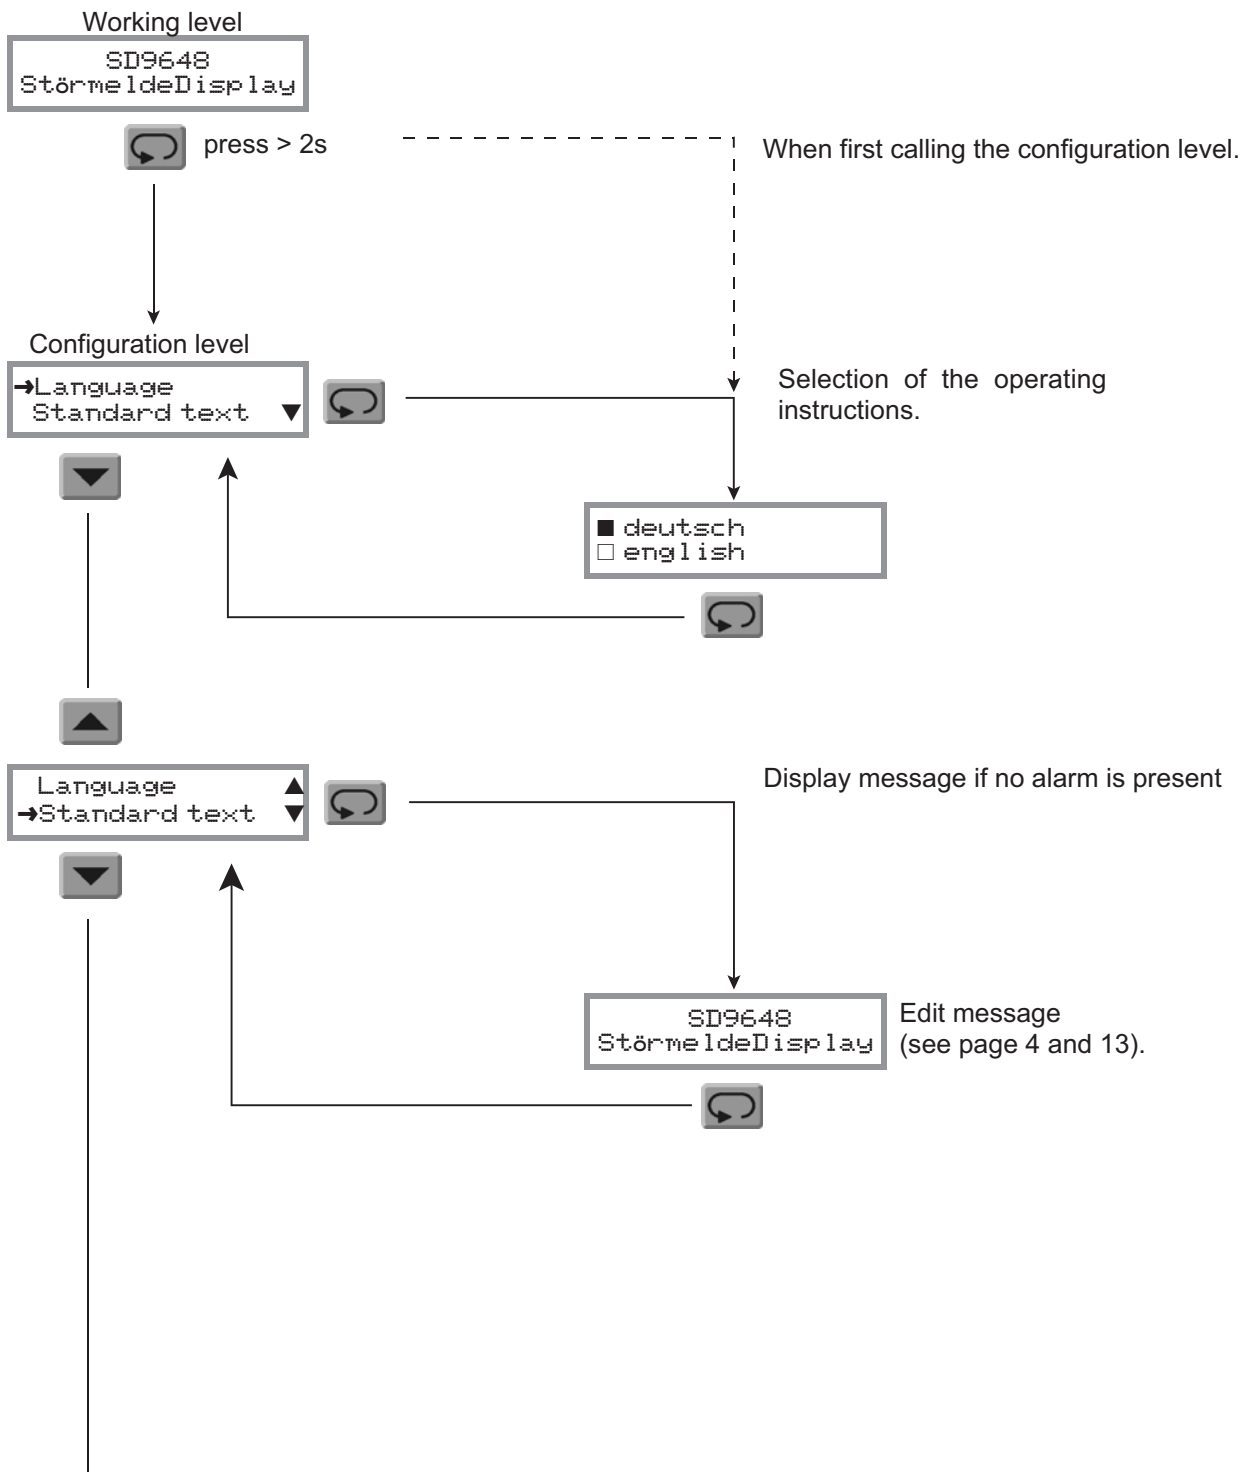 Working level
SD9648
StörmeldeDisplay
press > 2s
When first calling the configuration level.
Configuration level
→Language
Standard text ▼
Selection of the operating
instructions.
■ deutsch
□ english
Language ▲
→Standard text ▼
Display message if no alarm is present
SD9648
StörmeldeDisplay
Edit message
(see page 4 and 13).